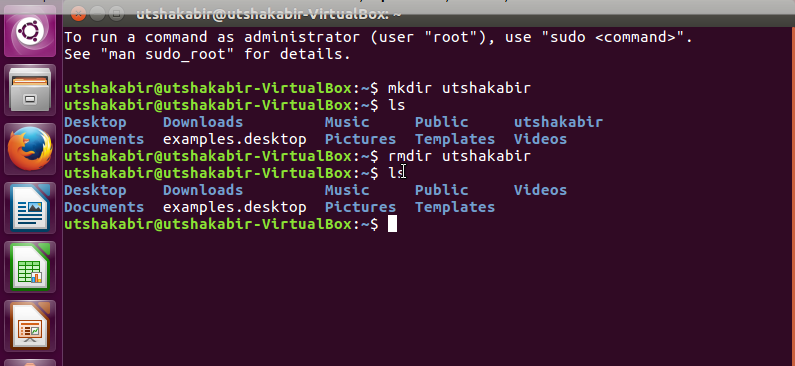 utshakabir@utshakabir-VirtualBox: ~
To run a command as administrator (user "root"), use "sudo <command>".
See "man sudo_root" for details.
utshakabir@utshakabir-VirtualBox:~$ mkdir utshakabir
utshakabir@utshakabir-VirtualBox:~$ ls
Desktop Downloads Music Public utshakabir
Documents examples.desktop Pictures Templates Videos
utshakabir@utshakabir-VirtualBox:~$ rmdir utshakabir
utshakabir@utshakabir-VirtualBox:~$ ls
Desktop Downloads Music Public Videos
Documents examples.desktop Pictures Templates
utshakabir@utshakabir-VirtualBox:~$